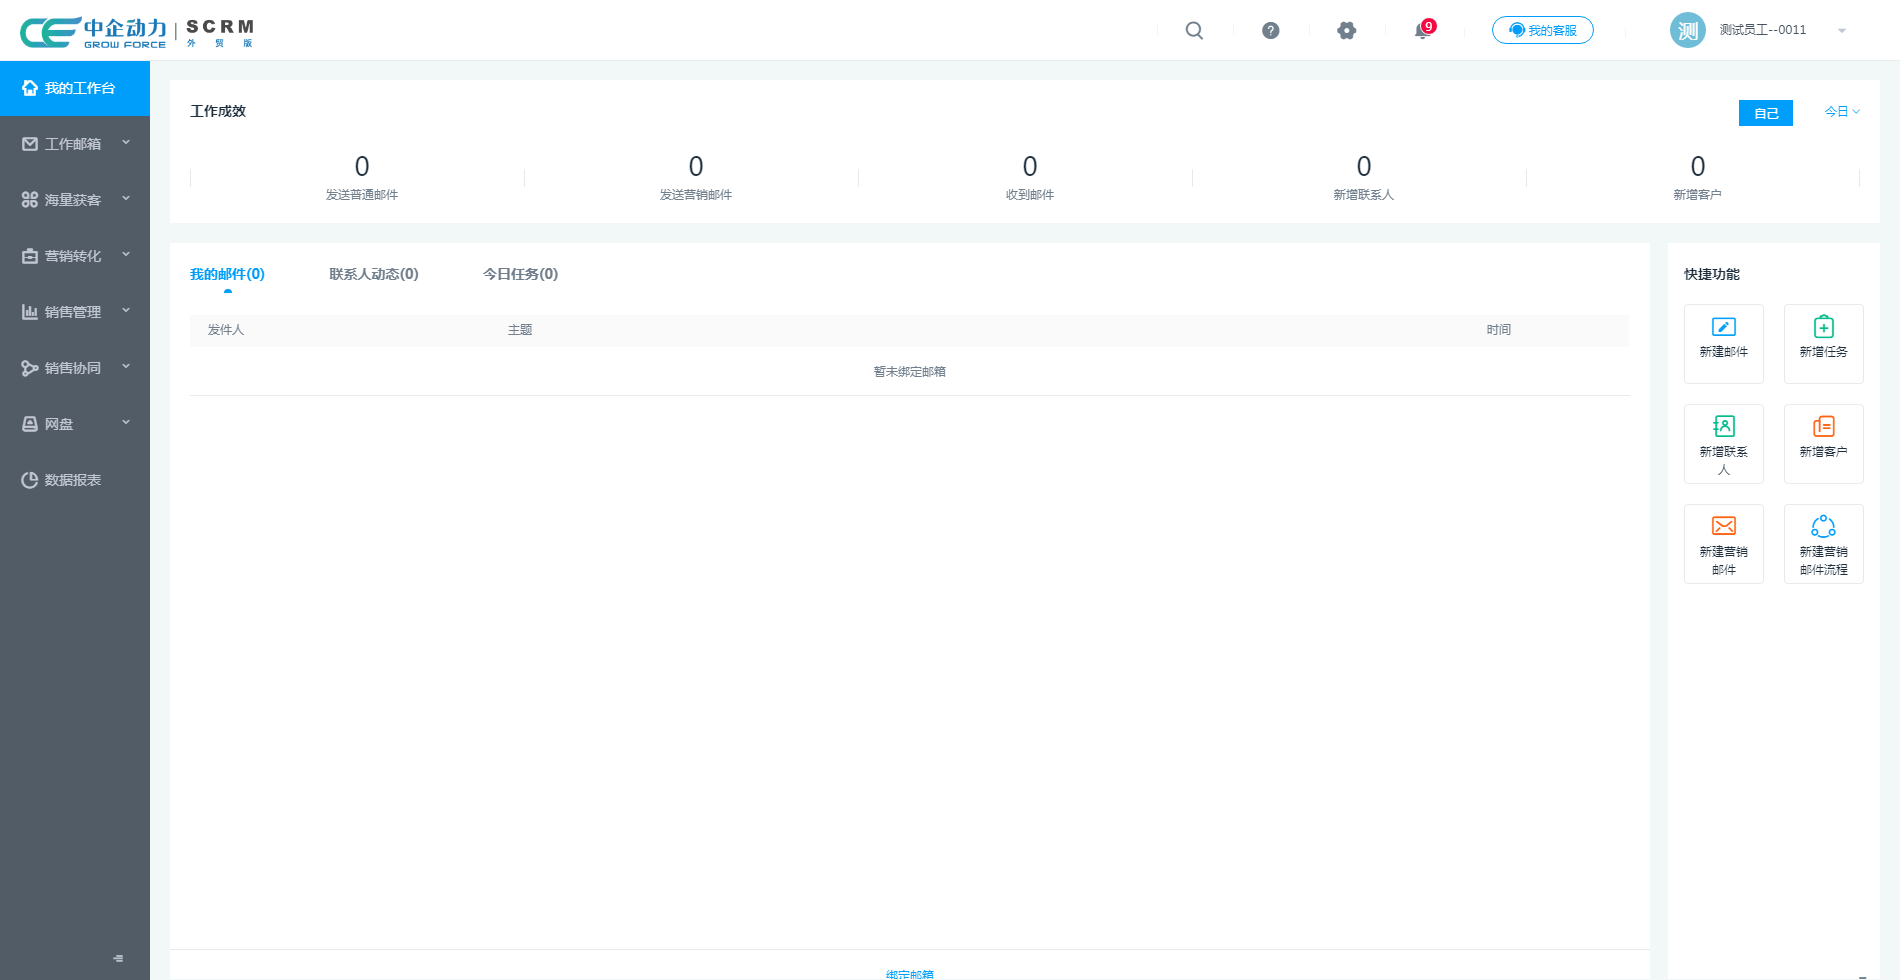 中企动力 SCRM
GROW FORCE 外贸版
9
我的客服
测
测试员工--0011
我的工作台
工作邮箱
海量获客
营销转化
销售管理
销售协同
网盘
数据报表
工作成效
自己
今日
0 0 0 0 0
发送普通邮件 发送营销邮件 收到邮件 新增联系人 新增客户
我的邮件(0) 联系人动态(0) 今日任务(0)
发件人 主题 时间
暂未绑定邮箱
绑定邮箱
快捷功能
新建邮件
新增任务
新增联系
人
新增客户
新建营销
邮件
新建营销
邮件流程